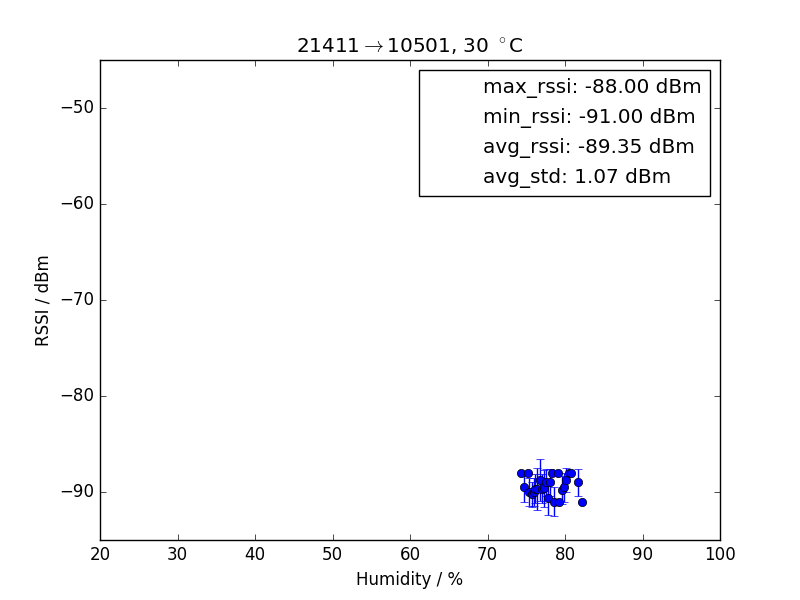 21411→10501, 30 °C
max_rssi: -88.00 dBm
min_rssi: -91.00 dBm
avg_rssi: -89.35 dBm
avg_std: 1.07 dBm
−50
−60
−70
−80
−90
RSSI / dBm
20 30 40 50 60 70 80 90 100
Humidity / %